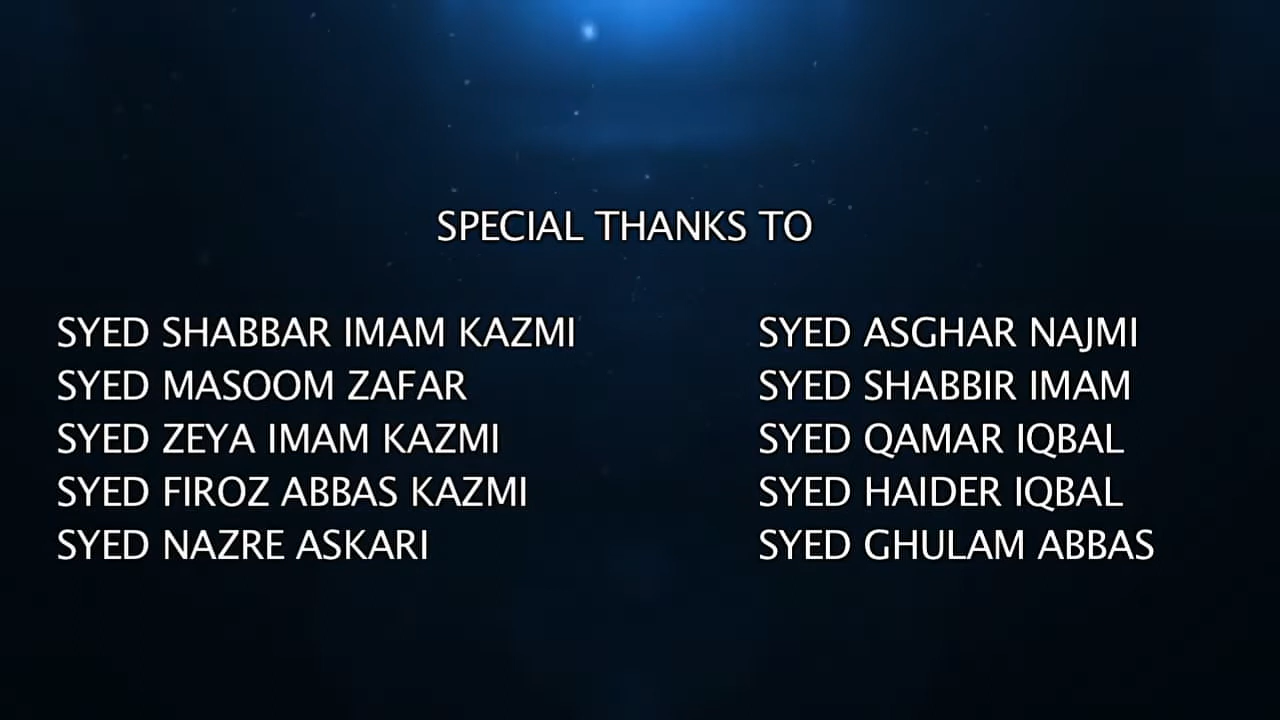 SPECIAL THANKS TO
SYED SHABBAR IMAM KAZMI
SYED MASOOM ZAFAR
SYED ZEYA IMAM KAZMI
SYED FIROZ ABBAS KAZMI
SYED NAZRE ASKARI
SYED ASGHAR NAJMI
SYED SHABBIR IMAM
SYED QAMAR IQBAL
SYED HAIDER IQBAL
SYED GHULAM ABBAS